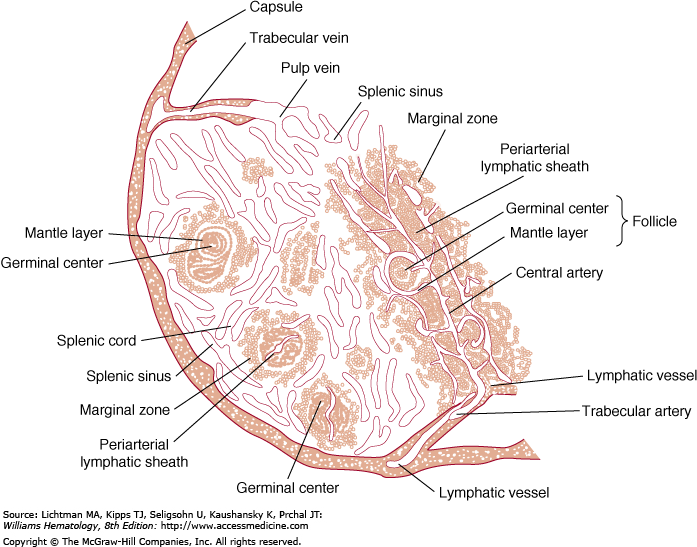 Capsule
Trabecular vein
Pulp vein
Splenic sinus
Marginal zone
Periarterial
lymphatic sheath
Germinal center
Follicle
Mantle layer
Central artery
Mantle layer
Germinal center
Splenic cord
Splenic sinus
Marginal zone
Periarterial
lymphatic sheath
Germinal center
Lymphatic vessel
Trabecular artery
Lymphatic vessel
Source: Lichtman MA, Kipps TJ, Seligsohn U, Kaushansky K, Prchal JT:
Williams Hematology, 8th Edition: http://www.accessmedicine.com
Copyright © The McGraw-Hill Companies, Inc. All rights reserved.